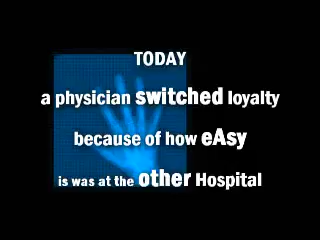 TODAY
a physician switched loyalty
because of how eAsy
is was at the other Hospital